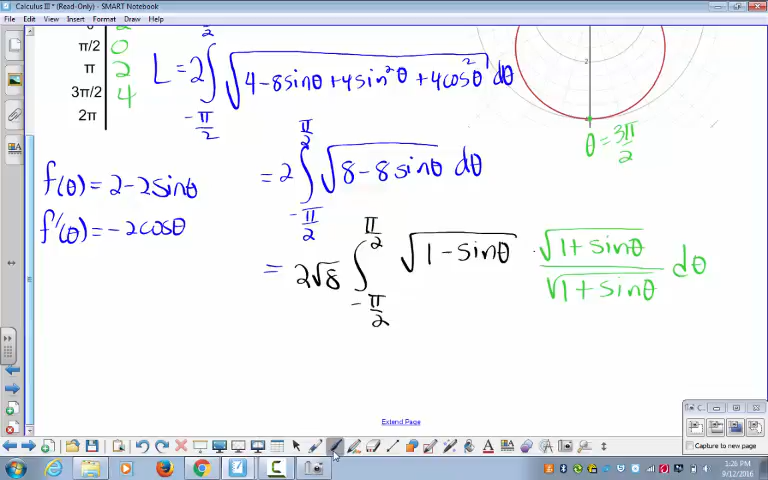 Calculus III * (Read-Only) - SMART Notebook
File Edit View Insert Format Draw Help
π/2 0
π 2
3π/2 4
2π
π/2
L = 2∫ √4-8sinθ+4sin²θ+4cos²θ dθ
-π/2
θ = 3π/2
f(θ) = 2-2sinθ
f'(θ) = -2cosθ
π/2
= 2∫ √8-8sinθ dθ
-π/2
π/2
= 2√8 ∫ √1-sinθ · √1+sinθ / √1+sinθ dθ
-π/2
Extend Page
Capture to new page
1:26 PM
9/12/2016